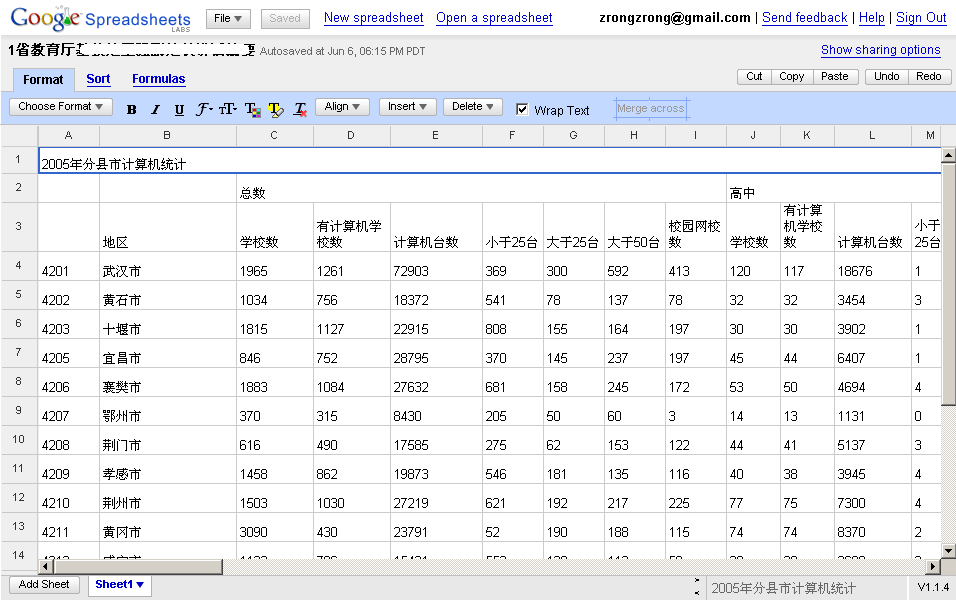 Google Spreadsheets LABS File Saved New spreadsheet Open a spreadsheet zrongzrong@gmail.com | Send feedback | Help | Sign Out
1省教育厅 Autosaved at Jun 6, 06:15 PM PDT Show sharing options
Format Sort Formulas Cut Copy Paste Undo Redo
Choose Format B I U Align Insert Delete Wrap Text Merge across
A B C D E F G H I J K L M
1 2005年分县市计算机统计
2 总数 高中
3 地区 学校数 有计算机学校数 计算机台数 小于25台 大于25台 大于50台 校园网校数 学校数 有计算机学校数 计算机台数 小于25台
4 4201 武汉市 1965 1261 72903 369 300 592 413 120 117 18676 1
5 4202 黄石市 1034 756 18372 541 78 137 78 32 32 3454 3
6 4203 十堰市 1815 1127 22915 808 155 164 197 30 30 3902 1
7 4205 宜昌市 846 752 28795 370 145 237 197 45 44 6407 1
8 4206 襄樊市 1883 1084 27632 681 158 245 172 53 50 4694 4
9 4207 鄂州市 370 315 8430 205 50 60 3 14 13 1131 0
10 4208 荆门市 616 490 17585 275 62 153 122 44 41 5137 3
11 4209 孝感市 1458 862 19873 546 181 135 116 40 38 3945 4
12 4210 荆州市 1503 1030 27219 621 192 217 225 77 75 7300 4
13 4211 黄冈市 3090 430 23791 52 190 188 115 74 74 8370 2
14
Add Sheet Sheet1 2005年分县市计算机统计 V1.1.4